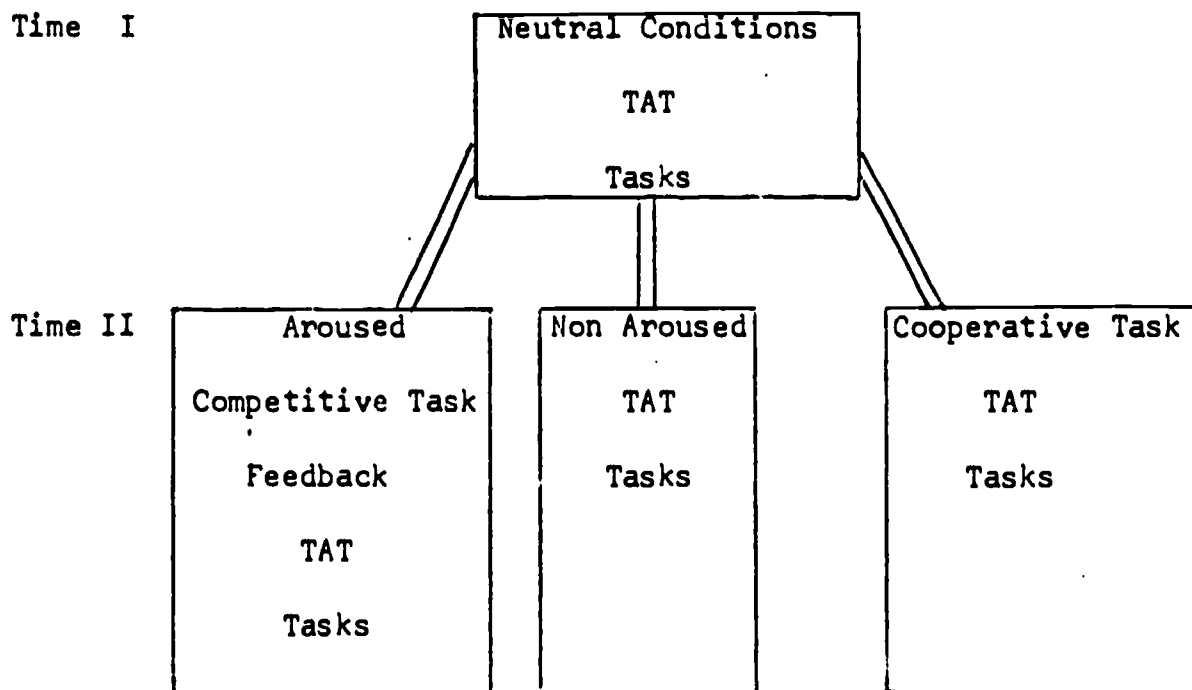 Time I
Neutral Conditions
TAT
Tasks
Time II
Aroused
Competitive Task
Feedback
TAT
Tasks
Non Aroused
TAT
Tasks
Cooperative Task
TAT
Tasks